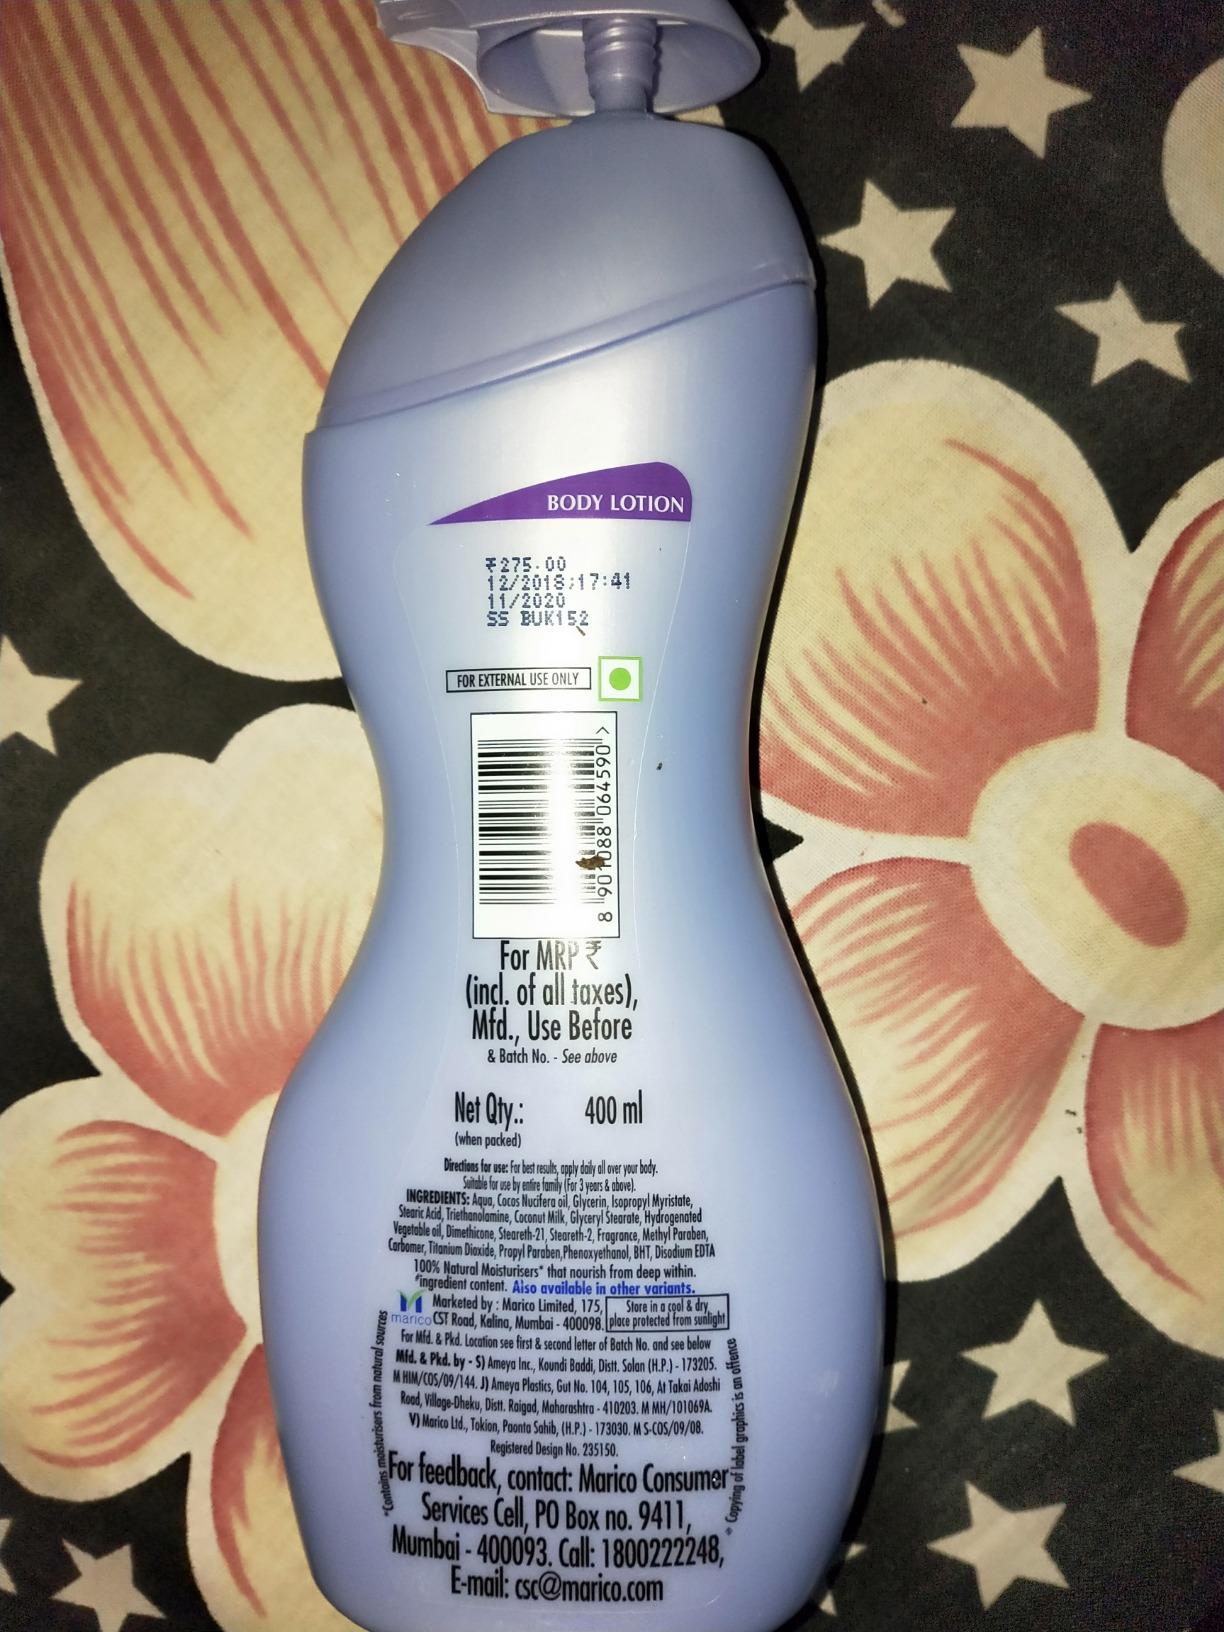 BODY LOTION
₹275.00
12/2018;17:41
11/2020
SS BUK152
FOR EXTERNAL USE ONLY
8 901088 064590 >
For MRP ₹
(incl. of all taxes),
Mfd., Use Before
& Batch No. - See above
Net Qty.: 400 ml
(when packed)
Directions for use: For best results, apply daily all over your body.
Suitable for use by entire family (For 3 years & above).
INGREDIENTS: Aqua, Cocos Nucifera oil, Glycerin, Isopropyl Myristate,
Stearic Acid, Triethanolamine, Coconut Milk, Glyceryl Stearate, Hydrogenated
Vegetable oil, Dimethicone, Steareth-21, Steareth-2, Fragrance, Methyl Paraben,
Carbomer, Titanium Dioxide, Propyl Paraben, Phenoxyethanol, BHT, Disodium EDTA
100% Natural Moisturisers* that nourish from deep within.
#ingredient content. Also available in other variants.
marico
Marketed by : Marico Limited, 175,
CST Road, Kalina, Mumbai - 400098.
Store in a cool & dry
place protected from sunlight
For Mfd. & Pkd. Location see first & second letter of Batch No. and see below
Mfd. & Pkd. by - S) Ameya Inc., Koundi Baddi, Distt. Solan (H.P.) - 173205.
M HIM/COS/09/144. J) Ameya Plastics, Gut No. 104, 105, 106, At Takai Adoshi
Road, Village-Dheku, Distt. Raigad, Maharashtra - 410203. M MH/101069A.
V) Marico Ltd., Tokion, Paonta Sahib, (H.P.) - 173030. M S-COS/09/08.
Registered Design No. 235150.
For feedback, contact: Marico Consumer
Services Cell, PO Box no. 9411,
Mumbai - 400093. Call: 1800222248,
E-mail: csc@marico.com
*Contains moisturisers from natural sources
Copying of label graphics is an offence